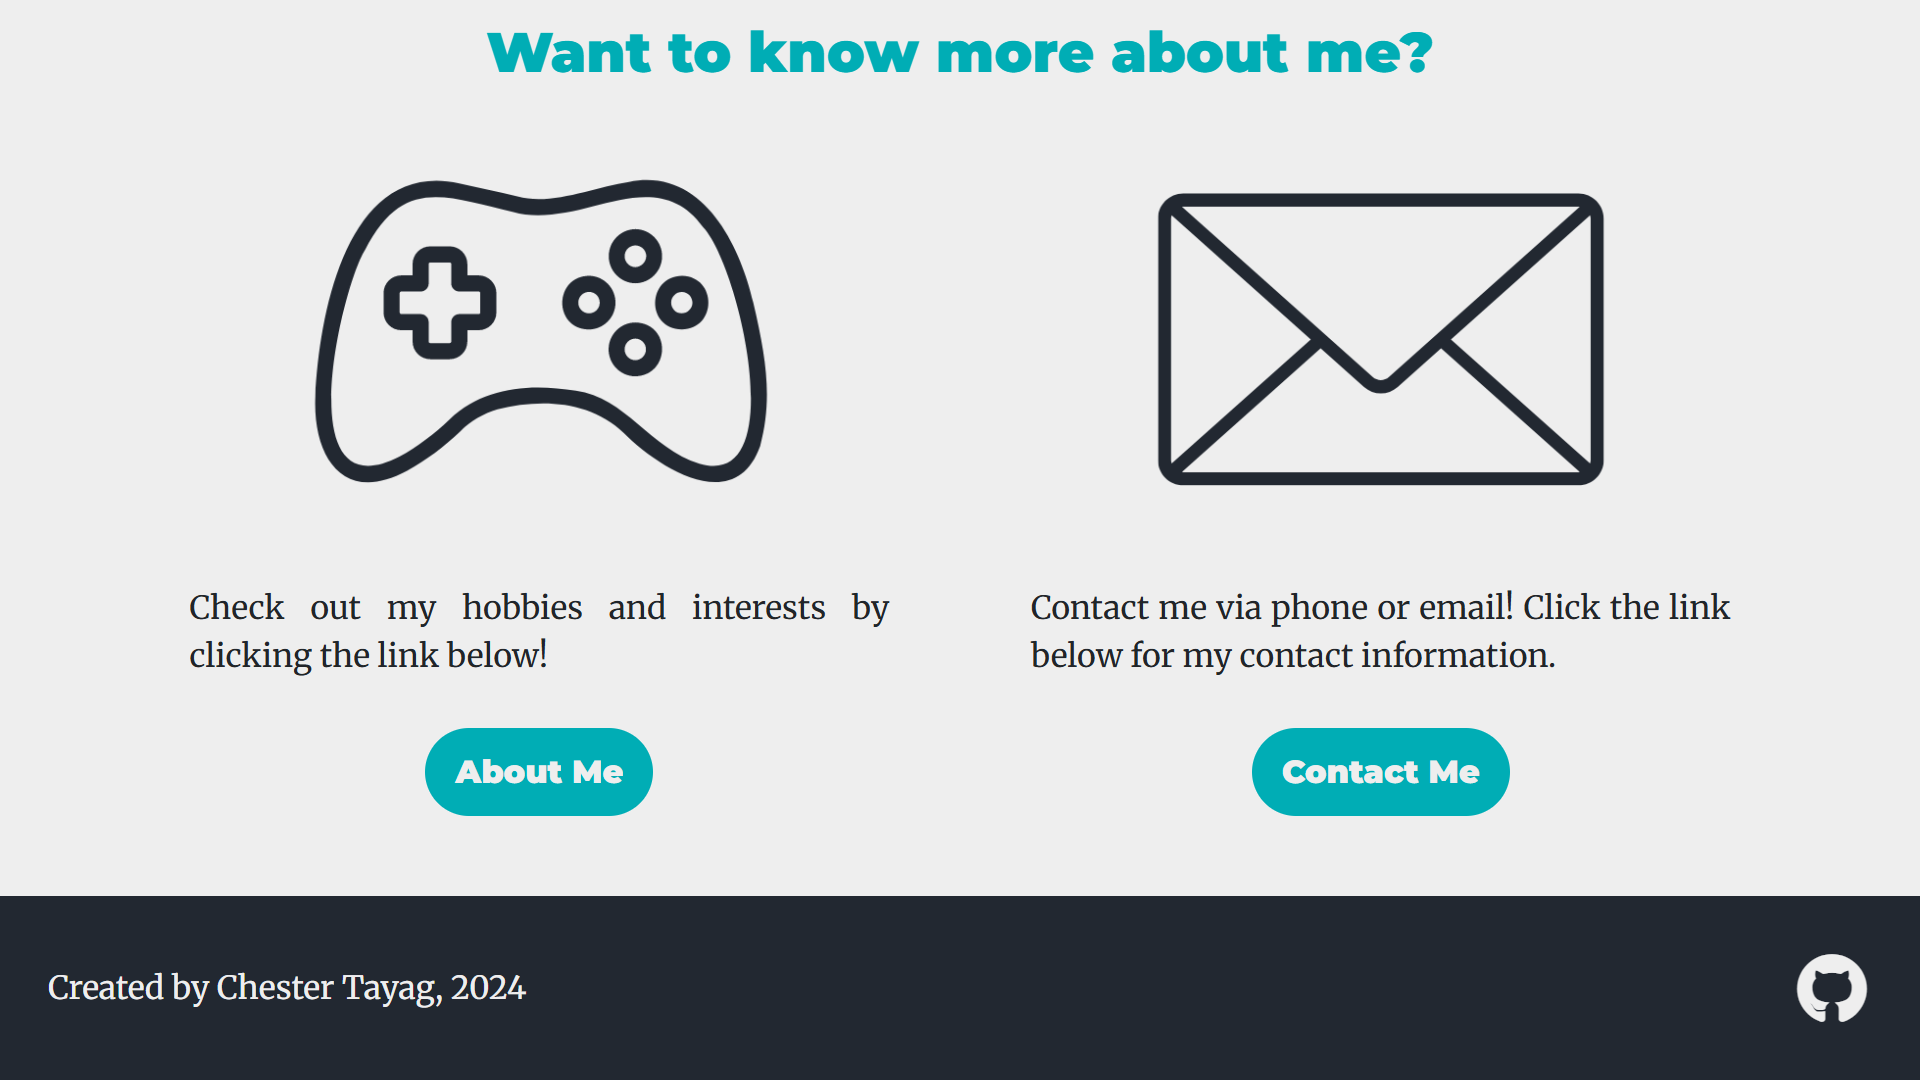 Want to know more about me?
Check out my hobbies and interests by
clicking the link below!
About Me
Contact me via phone or email! Click the link
below for my contact information.
Contact Me
Created by Chester Tayag, 2024